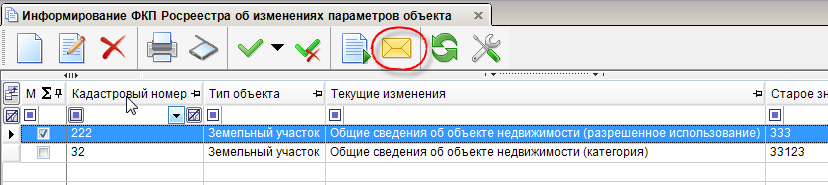 Информирование ФКП Росреестра об изменениях параметров объекта
М Σ Кадастровый номер Тип объекта Текущие изменения Старое зн
222 Земельный участок Общие сведения об объекте недвижимости (разрешенное использование) 333
32 Земельный участок Общие сведения об объекте недвижимости (категория) 33123